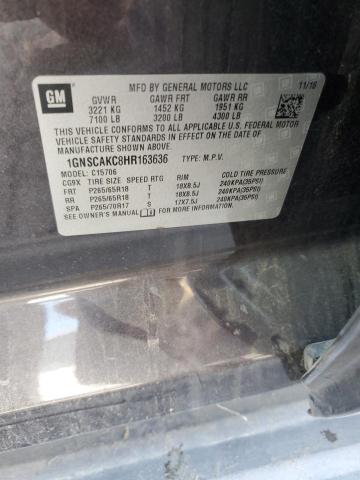 GM
MFD BY GENERAL MOTORS LLC 11/16
GVWR GAWR FRT GAWR RR
3221 KG 1452 KG 1951 KG
7100 LB 3200 LB 4300 LB
THIS VEHICLE CONFORMS TO ALL APPLICABLE U.S. FEDERAL MOTOR
VEHICLE SAFETY STANDARDS IN EFFECT ON THE DATE OF
MANUFACTURE SHOWN ABOVE.
1GNSCAKC8HR163636 TYPE: M.P.V.
MODEL: C15706
CG9X TIRE SIZE SPEED RTG RIM COLD TIRE PRESSURE
FRT P265/65R18 T 18X8.5J 240KPA(35PSI)
RR P265/65R18 T 18X8.5J 240KPA(35PSI)
SPA P265/70R17 S 17X7.5J 240KPA(35PSI)
SEE OWNER MANUAL FOR MORE INFORMATION.